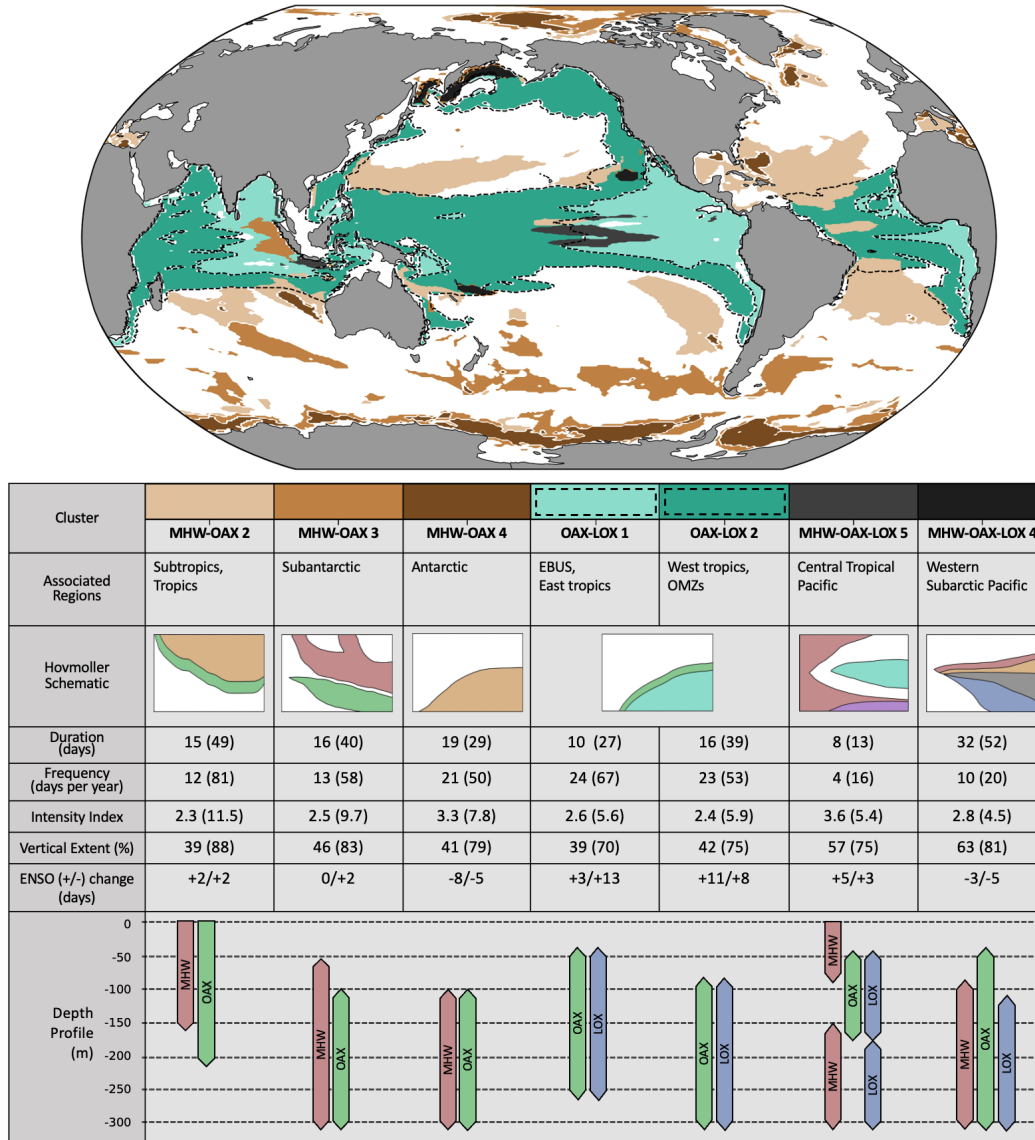 Cluster
MHW-OAX 2 MHW-OAX 3 MHW-OAX 4 OAX-LOX 1 OAX-LOX 2 MHW-OAX-LOX 5 MHW-OAX-LOX 4
Associated
Regions
Subtropics,
Tropics
Subantarctic
Antarctic
EBUS,
East tropics
West tropics,
OMZs
Central Tropical
Pacific
Western
Subarctic Pacific
Hovmoller
Schematic
Duration
(days)
15 (49) 16 (40) 19 (29) 10 (27) 16 (39) 8 (13) 32 (52)
Frequency
(days per year)
12 (81) 13 (58) 21 (50) 24 (67) 23 (53) 4 (16) 10 (20)
Intensity Index 2.3 (11.5) 2.5 (9.7) 3.3 (7.8) 2.6 (5.6) 2.4 (5.9) 3.6 (5.4) 2.8 (4.5)
Vertical Extent (%) 39 (88) 46 (83) 41 (79) 39 (70) 42 (75) 57 (75) 63 (81)
ENSO (+/-) change
(days)
+2/+2 0/+2 -8/-5 +3/+13 +11/+8 +5/+3 -3/-5
Depth
Profile
(m)
0
-50
-100
-150
-200
-250
-300
MHW
OAX
MHW
OAX
MHW
OAX
OAX
LOX
OAX
LOX
MHW
MHW
OAX
LOX
LOX
MHW
OAX
LOX